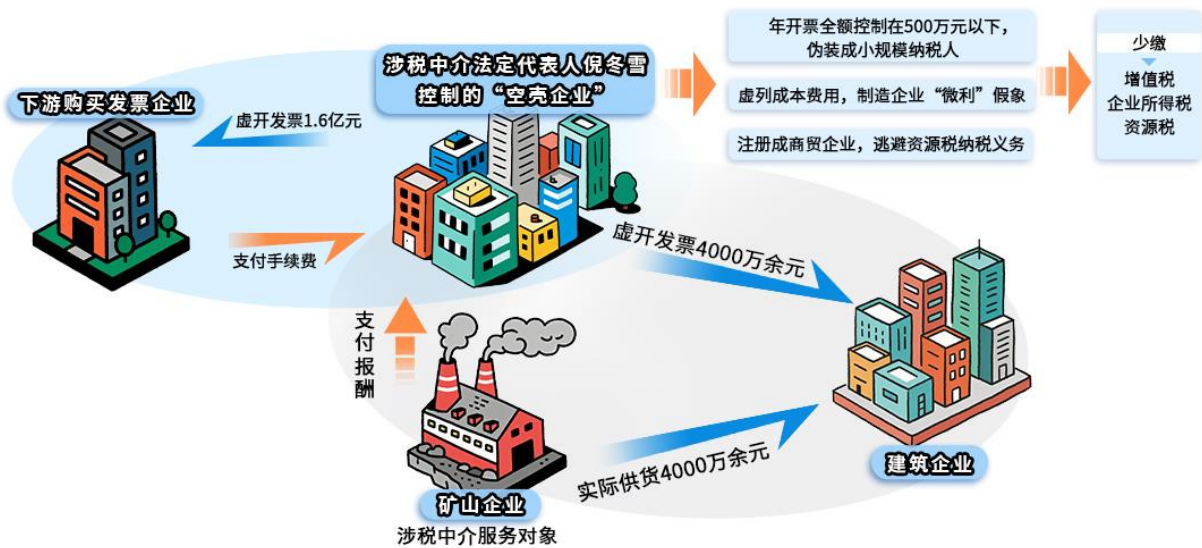 年开票金额控制在500万元以下，
伪装成小规模纳税人
少缴
涉税中介法定代表人倪冬雪
控制的“空壳企业”
增值税
企业所得税
资源税
下游购买发票企业
虚开发票1.6亿元
虚列成本费用，制造企业“微利”假象
注册成商贸企业，逃避资源税纳税义务
支付手续费
虚开发票4000万余元
支付报酬
实际供货4000万余元
建筑企业
矿山企业
涉税中介服务对象